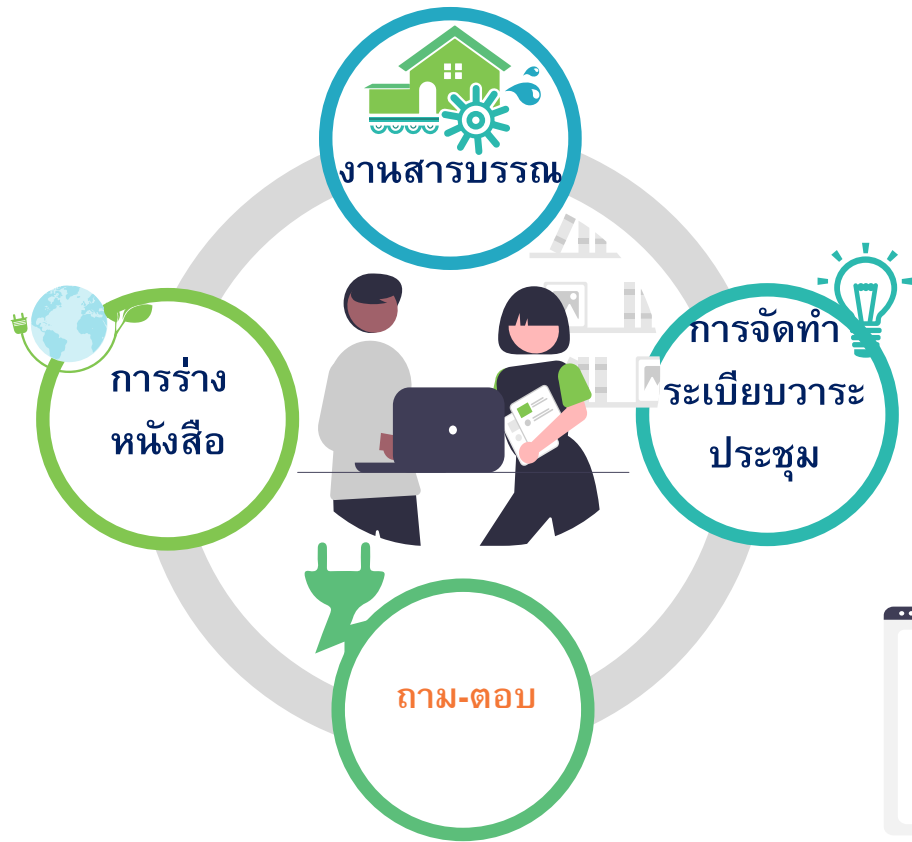 งานสารบรรณ
การร่าง
หนังสือ
การจัดทำ
ระเบียบวาระ
ประชุม
ถาม-ตอบ